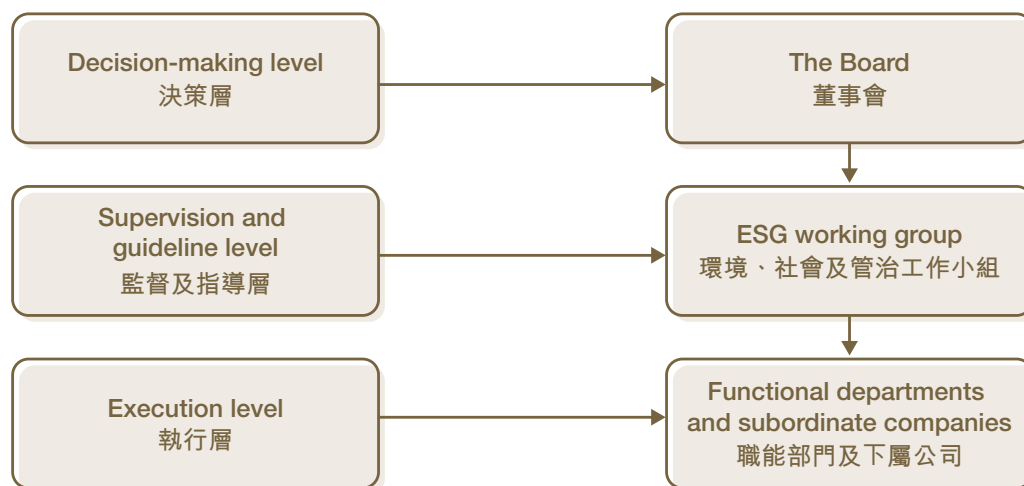 Decision-making level
決策層
The Board
董事會
Supervision and
guideline level
監督及指導層
ESG working group
環境、社會及管治工作小組
Execution level
執行層
Functional departments
and subordinate companies
職能部門及下屬公司